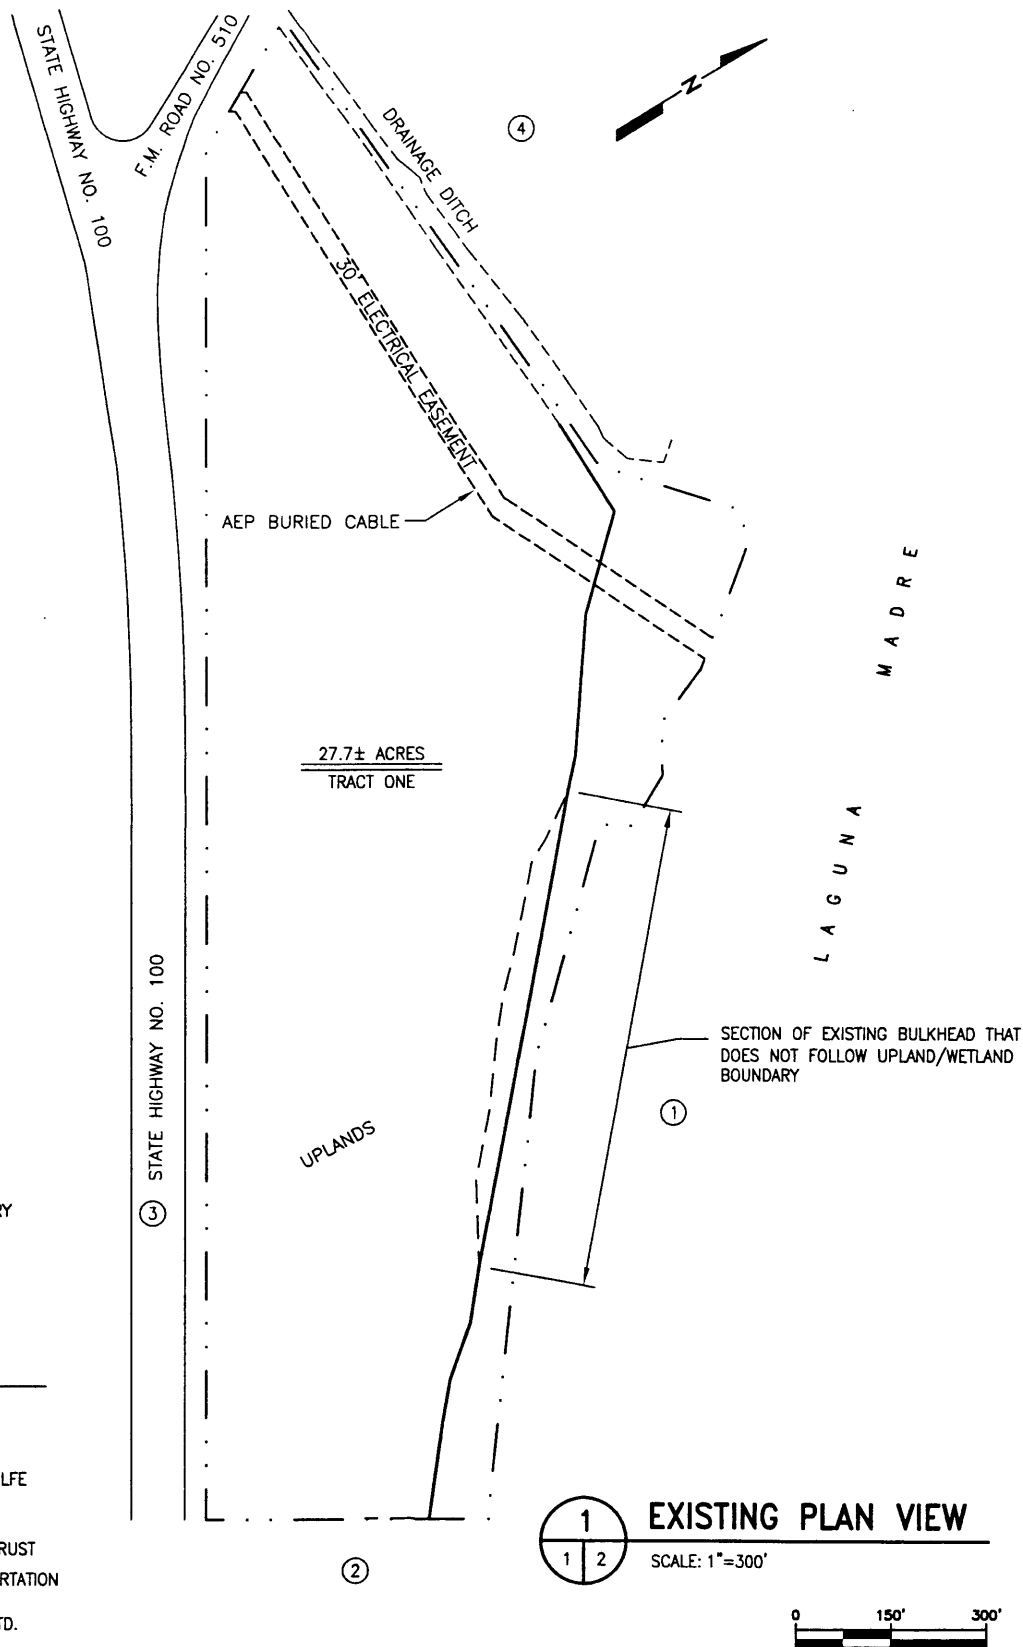 STATE HIGHWAY NO. 100
F.M. ROAD NO. 510
DRAINAGE DITCH
4
N
30' ELECTRICAL EASEMENT
AEP BURIED CABLE
LAGUNA MADRE
27.7± ACRES
TRACT ONE
STATE HIGHWAY NO. 100
3
SECTION OF EXISTING BULKHEAD THAT
DOES NOT FOLLOW UPLAND/WETLAND
BOUNDARY
1
UPLANDS
RY
LFE
RUST
RTATION
TD.
2
1
1 2
EXISTING PLAN VIEW
SCALE: 1"=300'
0 150' 300'